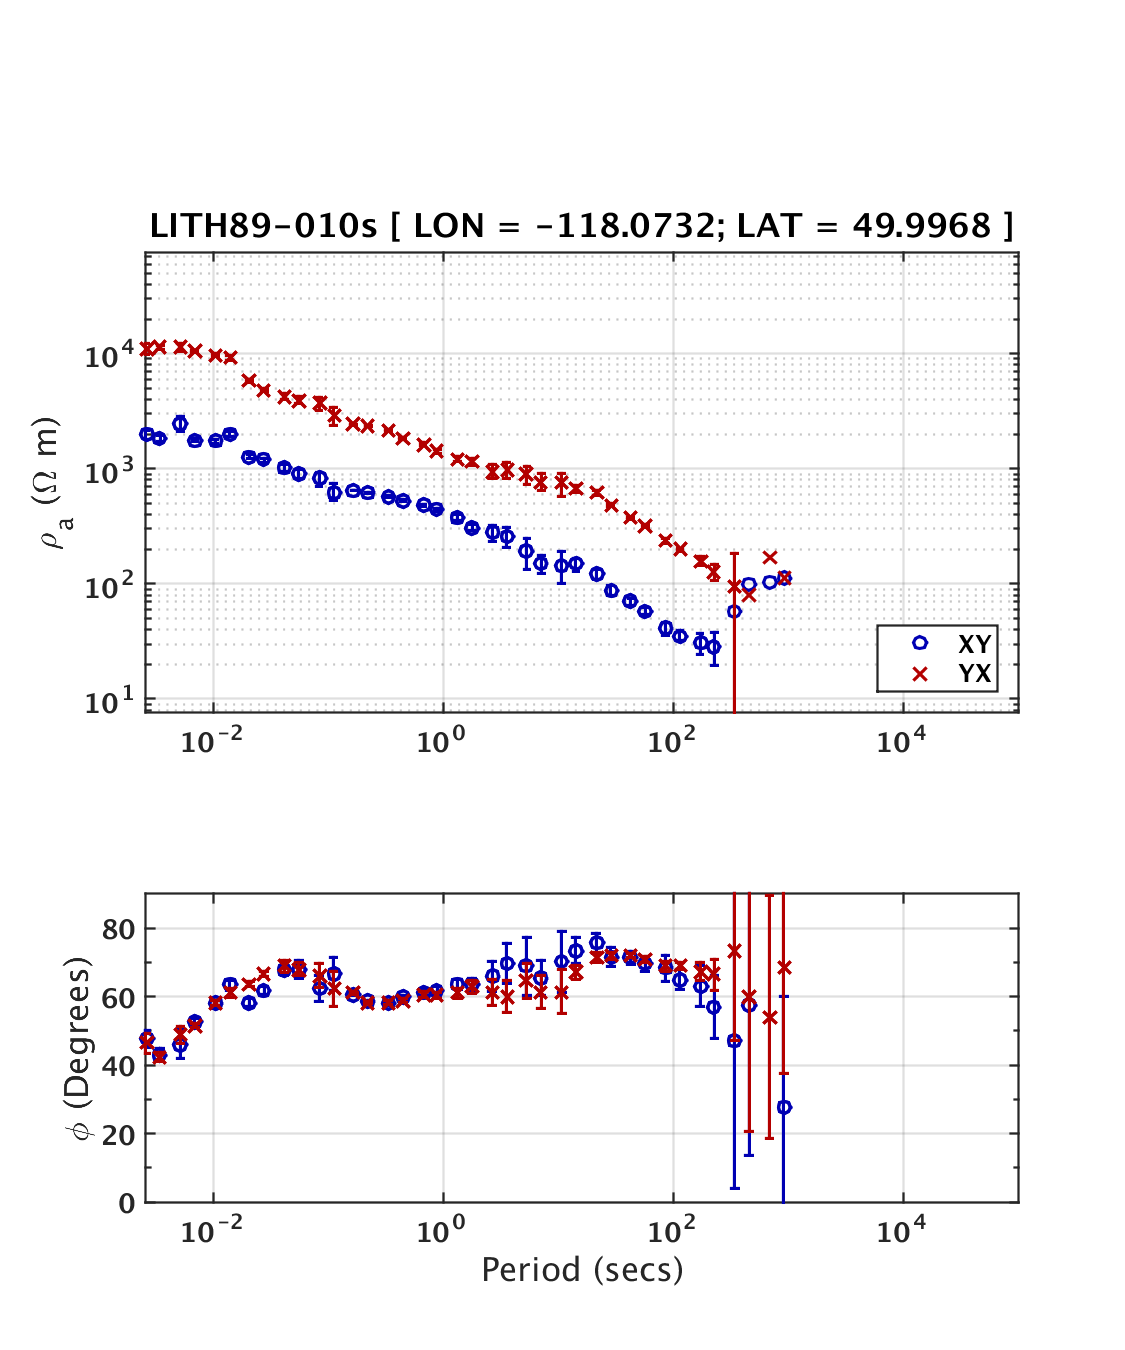 LITH89-010s [ LON = -118.0732; LAT = 49.9968 ]
ρa (Ω m)
10^4
10^3
10^2
10^1
XY
YX
10^-2 10^0 10^2 10^4
φ (Degrees)
80
60
40
20
0
10^-2 10^0 10^2 10^4
Period (secs)